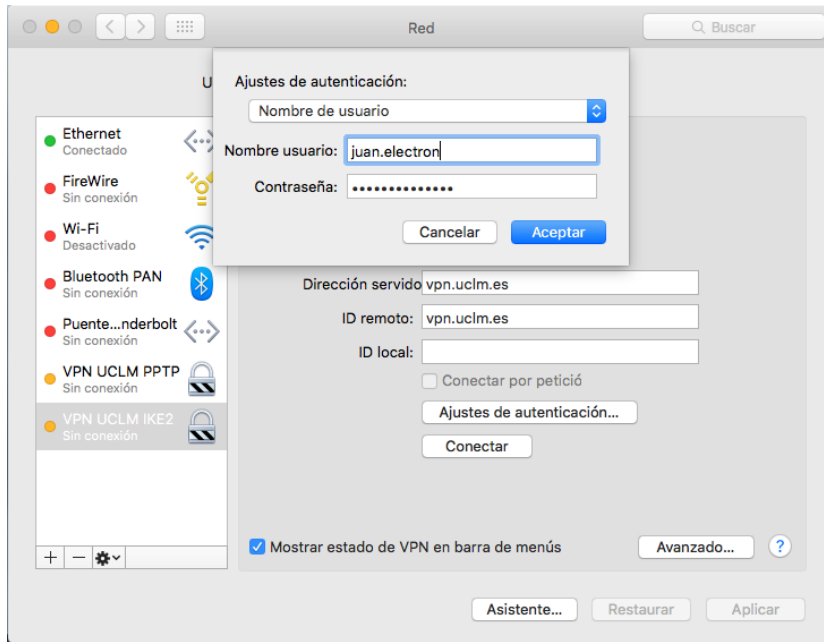 Red
Buscar
U
Ajustes de autenticación:
Nombre de usuario
Nombre usuario: juan.electron
Contraseña: ••••••••••••••
Cancelar
Aceptar
Ethernet
Conectado
FireWire
Sin conexión
Wi-Fi
Desactivado
Bluetooth PAN
Sin conexión
Puente...nderbolt
Sin conexión
VPN UCLM PPTP
Sin conexión
VPN UCLM IKE2
Sin conexión
Dirección servido vpn.uclm.es
ID remoto: vpn.uclm.es
ID local:
Conectar por petició
Ajustes de autenticación...
Conectar
Mostrar estado de VPN en barra de menús
Avanzado...
?
Asistente...
Restaurar
Aplicar